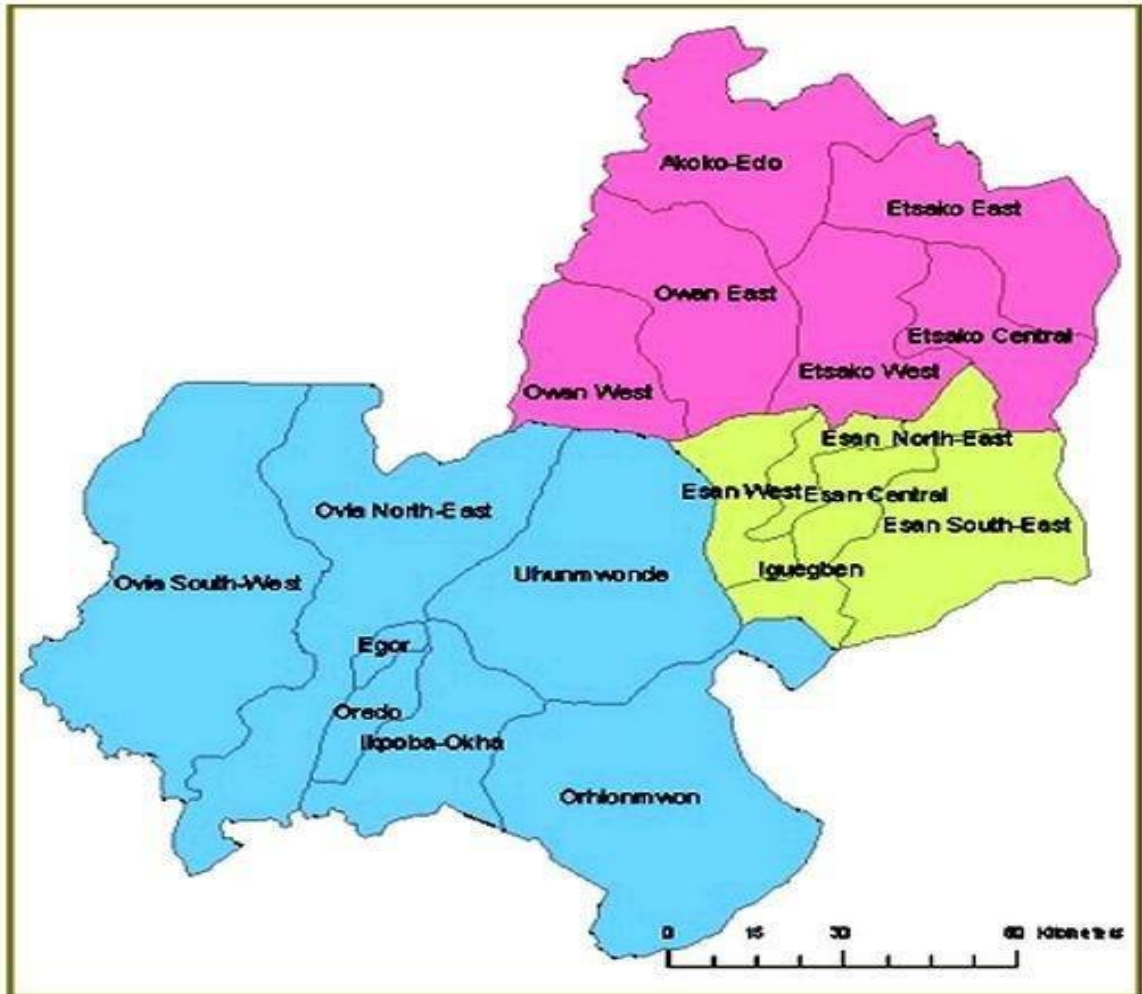 Akoko-Edo
Etsako East
Owan East
Etsako Central
Etsako West
Owan West
Esan North-East
Esan West
Esan Central
Ovia North-East
Esan South-East
Iguegben
Uhunmwonde
Ovia South-West
Egor
Oredo
Ikpoba-Okha
Orhionmwon
0 15 30 60 Kilometers